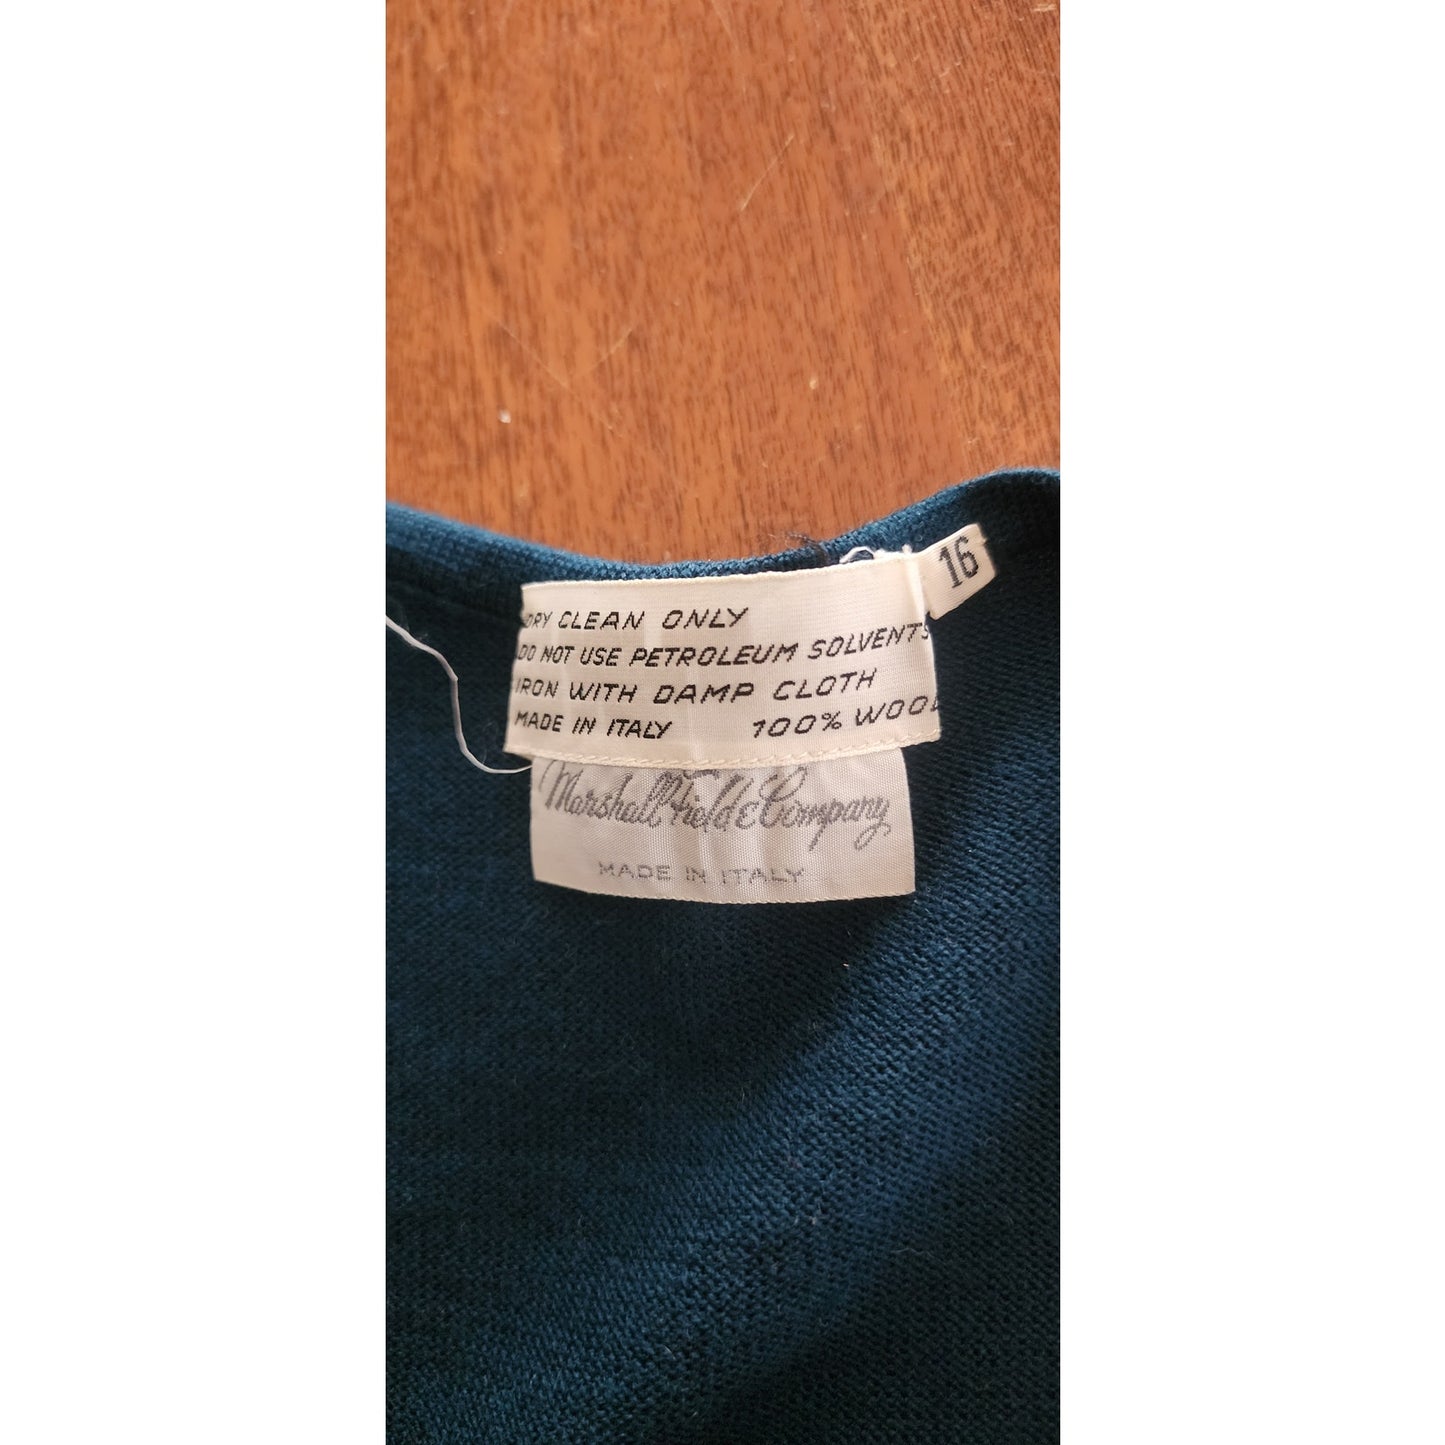 16
DRY CLEAN ONLY
DO NOT USE PETROLEUM SOLVENTS
IRON WITH DAMP CLOTH
MADE IN ITALY 100% WOOL
Marshall Field & Company
MADE IN ITALY